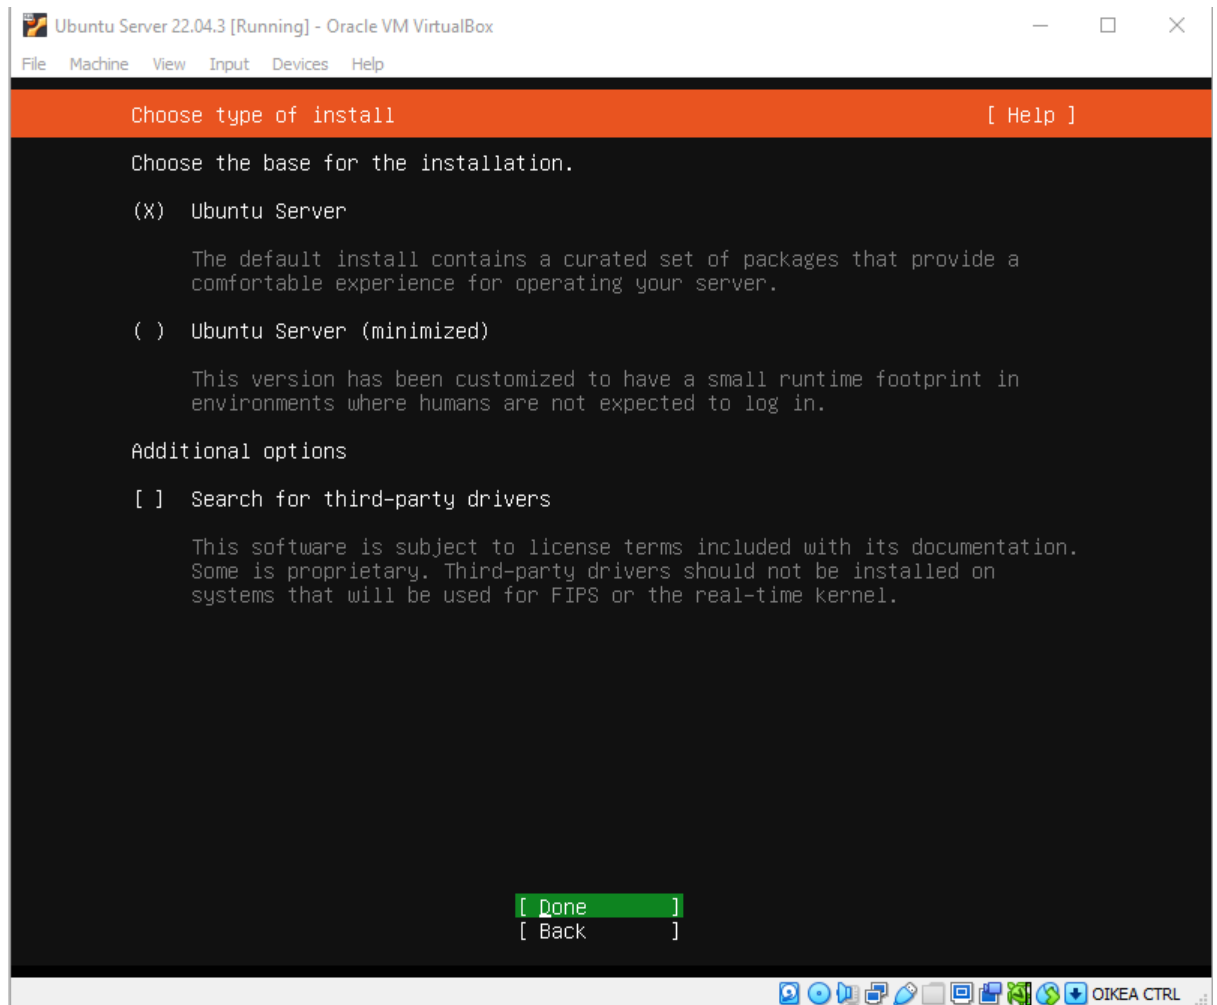 Ubuntu Server 22.04.3 [Running] - Oracle VM VirtualBox
File Machine View Input Devices Help
Choose type of install [ Help ]
Choose the base for the installation.
(X) Ubuntu Server
The default install contains a curated set of packages that provide a
comfortable experience for operating your server.
( ) Ubuntu Server (minimized)
This version has been customized to have a small runtime footprint in
environments where humans are not expected to log in.
Additional options
[ ] Search for third-party drivers
This software is subject to license terms included with its documentation.
Some is proprietary. Third-party drivers should not be installed on
systems that will be used for FIPS or the real-time kernel.
[ Done ]
[ Back ]
OIKEA CTRL